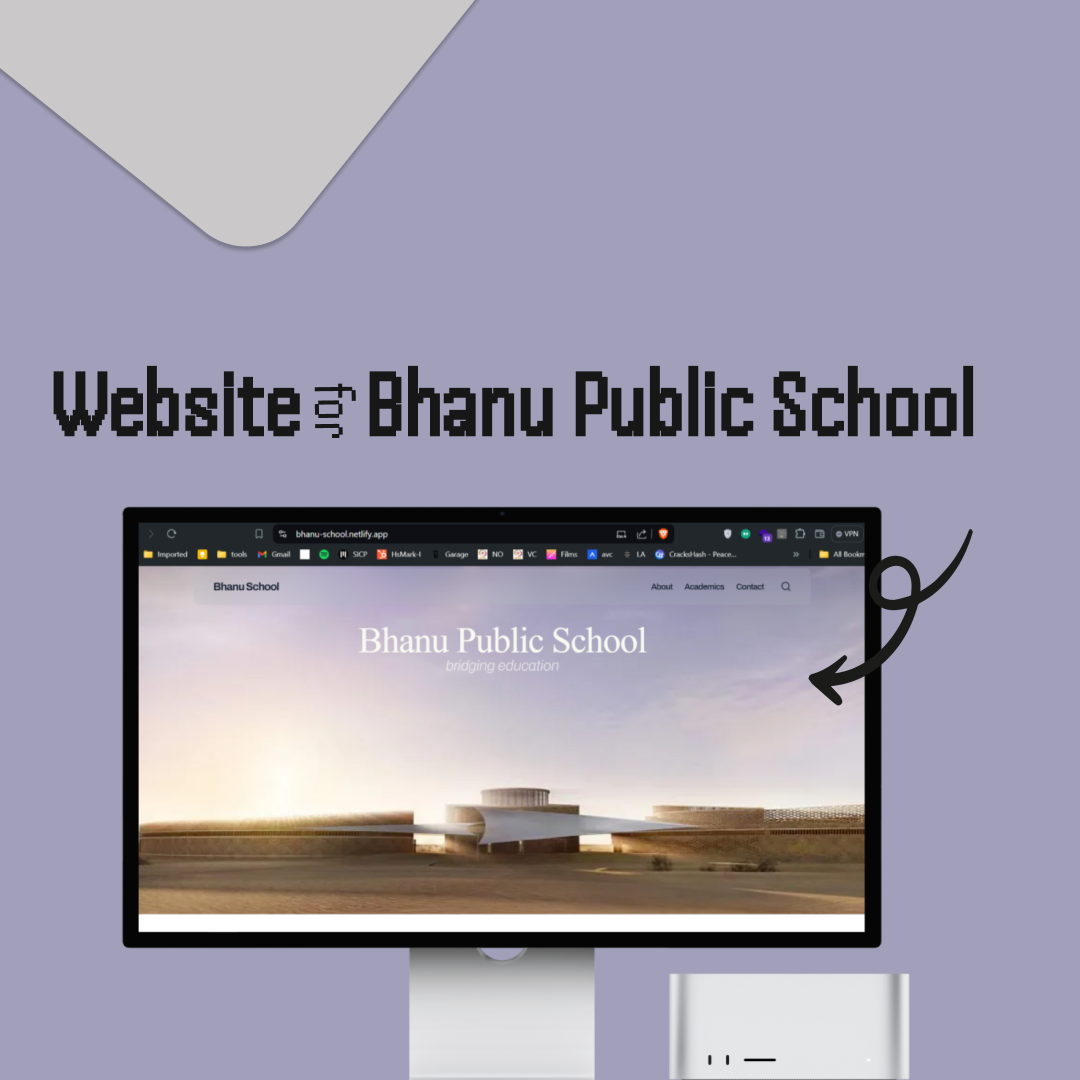 Website for Bhanu Public School
bhanu-school.netlify.app
VPN
Imported tools Gmail SICP HsMark-I Garage NO VC Films avc LA CracksHash - Peace... » All Bookm
Bhanu School About Academics Contact
Bhanu Public School
bridging education